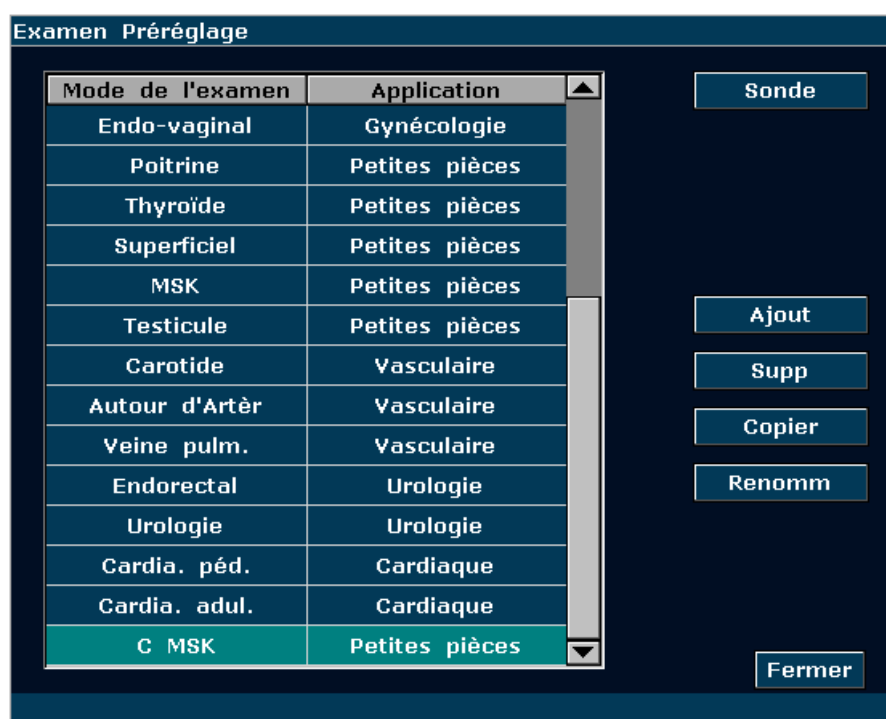 Examen Préréglage
Mode de l'examen Application Sonde
Endo-vaginal Gynécologie
Poitrine Petites pièces
Thyroïde Petites pièces
Superficiel Petites pièces
MSK Petites pièces
Testicule Petites pièces Ajout
Carotide Vasculaire Supp
Autour d'Artèr Vasculaire
Veine pulm. Vasculaire Copier
Endorectal Urologie Renomm
Urologie Urologie
Cardia. péd. Cardiaque
Cardia. adul. Cardiaque
C MSK Petites pièces
Fermer